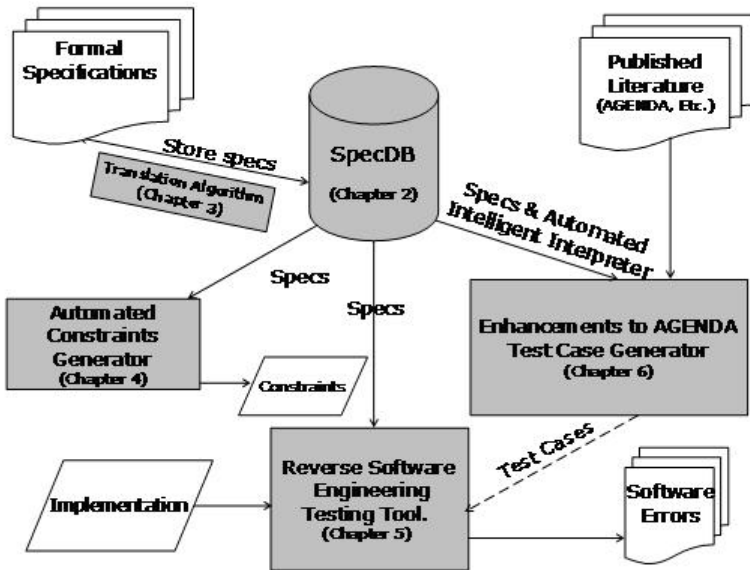 Formal
Specifications
Published
Literature
(AGENDA, Etc.)
Store specs
SpecDB
(Chapter 2)
Translation Algorithm
(Chapter 3)
Specs & Automated
Intelligent Interpreter
Specs
Specs
Automated
Constraints
Generator
(Chapter 4)
Enhancements to AGENDA
Test Case Generator
(Chapter 6)
Constraints
Test Cases
Reverse Software
Engineering
Testing Tool.
(Chapter 5)
Implementation
Software
Errors